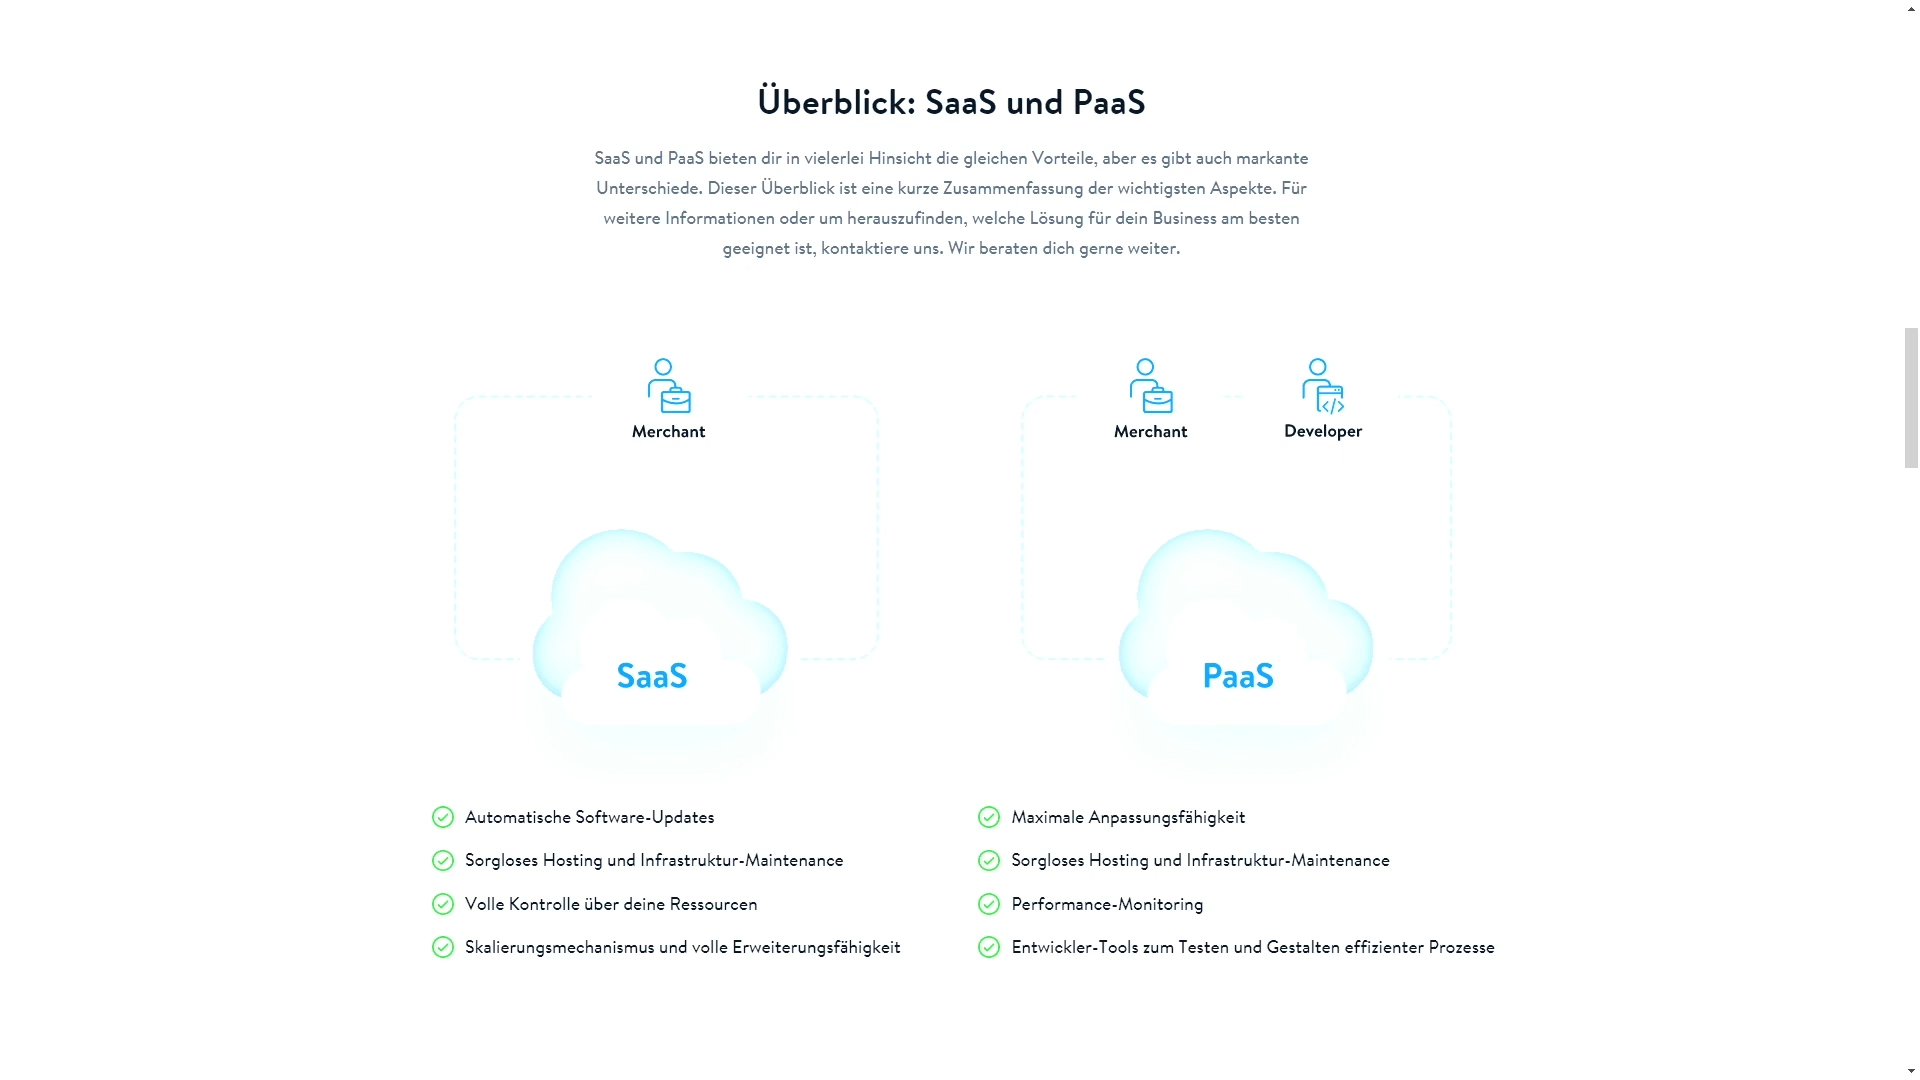 Überblick: SaaS und PaaS
SaaS und PaaS bieten dir in vielerlei Hinsicht die gleichen Vorteile, aber es gibt auch markante
Unterschiede. Dieser Überblick ist eine kurze Zusammenfassung der wichtigsten Aspekte. Für
weitere Informationen oder um herauszufinden, welche Lösung für dein Business am besten
geeignet ist, kontaktiere uns. Wir beraten dich gerne weiter.
Merchant
SaaS
Automatische Software-Updates
Sorgloses Hosting und Infrastruktur-Maintenance
Volle Kontrolle über deine Ressourcen
Skalierungsmechanismus und volle Erweiterungsfähigkeit
Merchant
Developer
PaaS
Maximale Anpassungsfähigkeit
Sorgloses Hosting und Infrastruktur-Maintenance
Performance-Monitoring
Entwickler-Tools zum Testen und Gestalten effizienter Prozesse